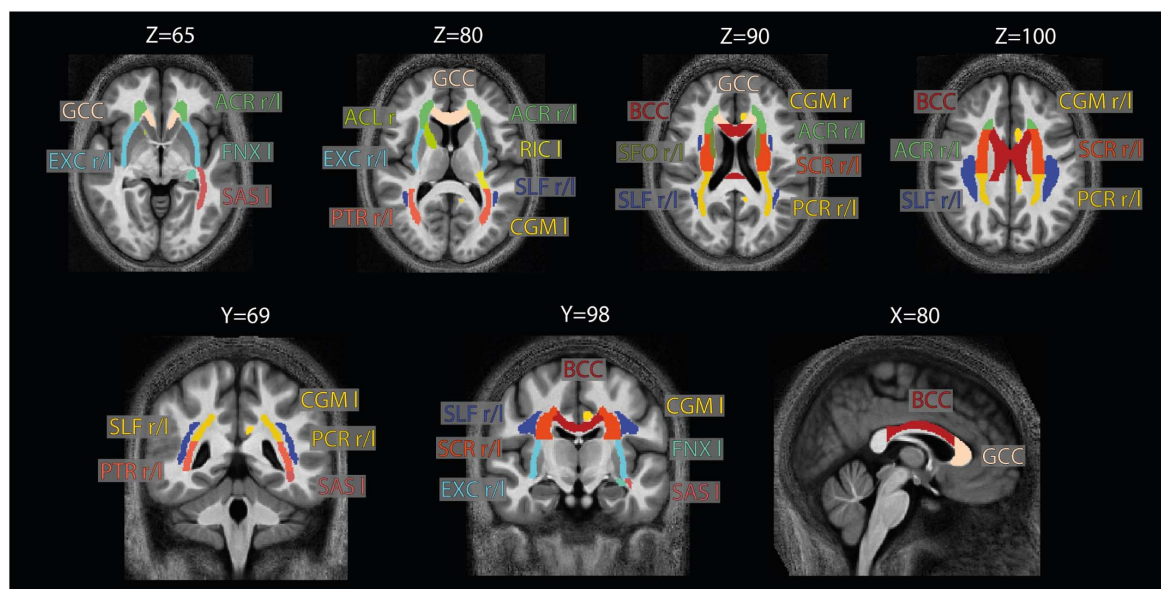 Z=65
GCC
ACR r/l
EXC r/l
FNX l
SAS l
Z=80
GCC
ACL r
ACR r/l
EXC r/l
RIC l
SLF r/l
PTR r/l
CGM l
Z=90
GCC
BCC
CGM r
ACR r/l
SFO r/l
SCR r/l
SLF r/l
PCR r/l
Z=100
BCC
CGM r/l
ACR r/l
SCR r/l
SLF r/l
PCR r/l
Y=69
CGM l
SLF r/l
PCR r/l
PTR r/l
SAS l
Y=98
BCC
SLF r/l
CGM l
SCR r/l
FNX l
EXC r/l
SAS l
X=80
BCC
GCC